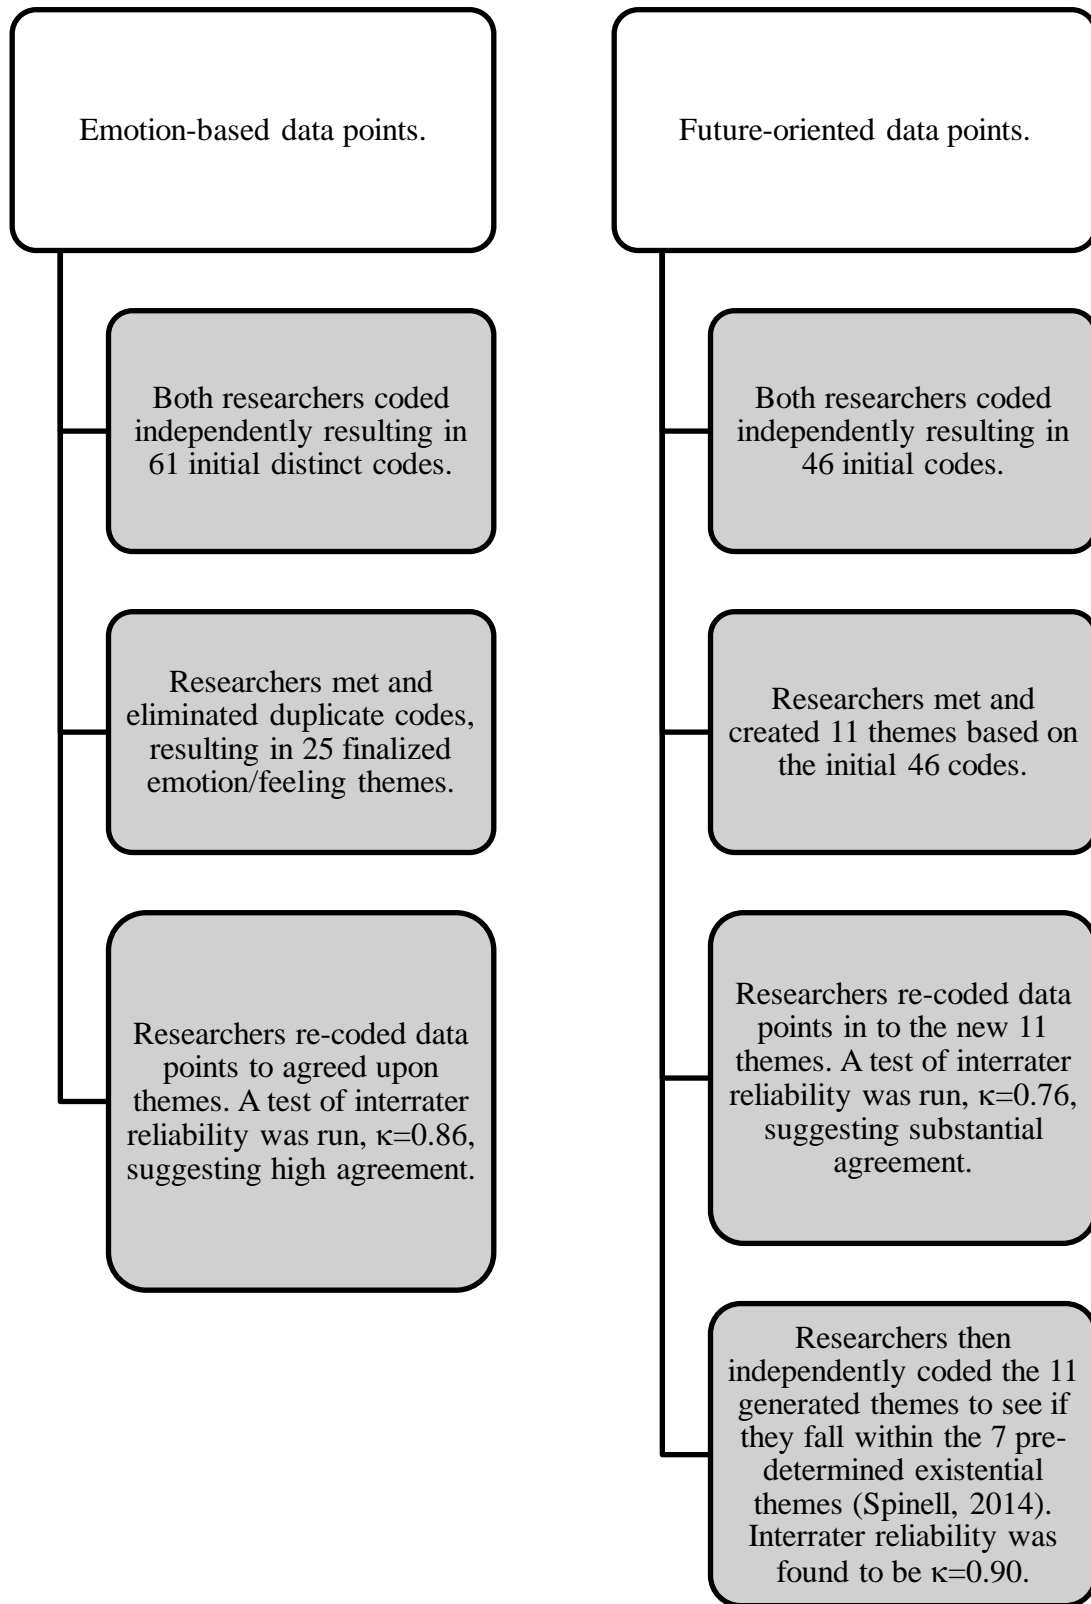 Emotion-based data points.
Both researchers coded
independently resulting in
61 initial distinct codes.
Researchers met and
eliminated duplicate codes,
resulting in 25 finalized
emotion/feeling themes.
Researchers re-coded data
points to agreed upon
themes. A test of interrater
reliability was run, κ=0.86,
suggesting high agreement.
Future-oriented data points.
Both researchers coded
independently resulting in
46 initial codes.
Researchers met and
created 11 themes based on
the initial 46 codes.
Researchers re-coded data
points in to the new 11
themes. A test of interrater
reliability was run, κ=0.76,
suggesting substantial
agreement.
Researchers then
independently coded the 11
generated themes to see if
they fall within the 7 pre-
determined existential
themes (Spinell, 2014).
Interrater reliability was
found to be κ=0.90.